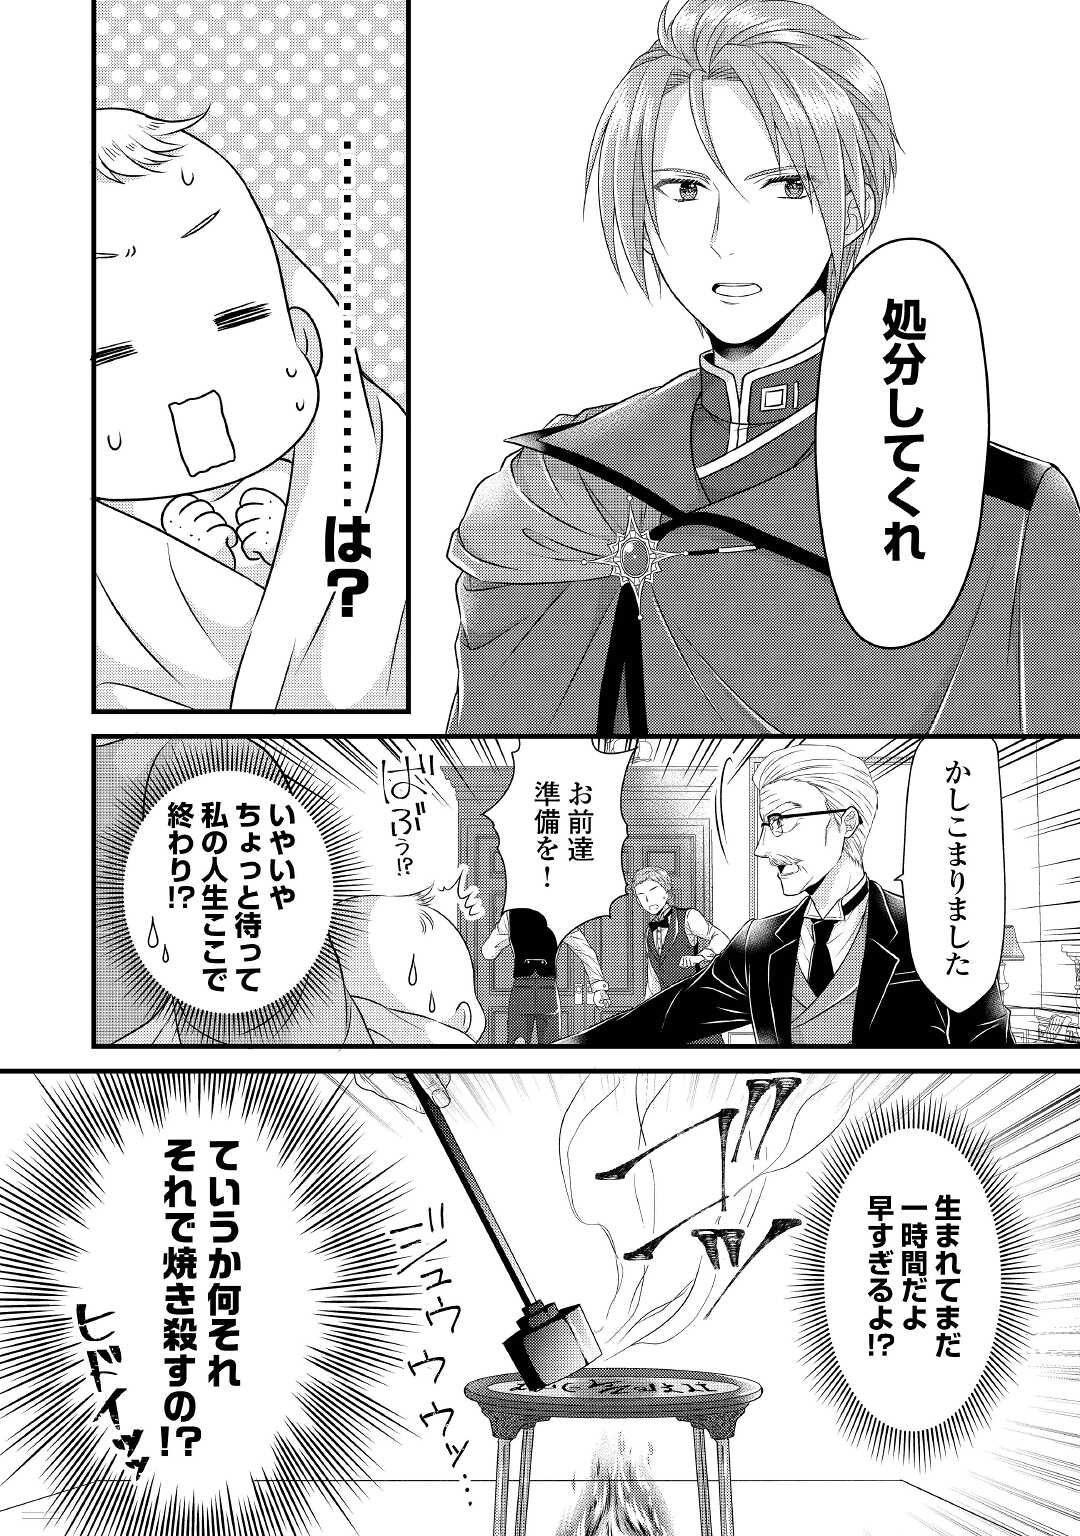 処分してくれ
………………は？
かしこまりました
お前達
準備を！
ばぶぅ!?
いやいや
ちょっと待って
私の人生ここで
終わり!?
生まれてまだ
一時間だよ
早すぎるよ!?
ジュウウウウッ…
ていうか何それ
それで焼き殺すの!?
ヒドイッッ